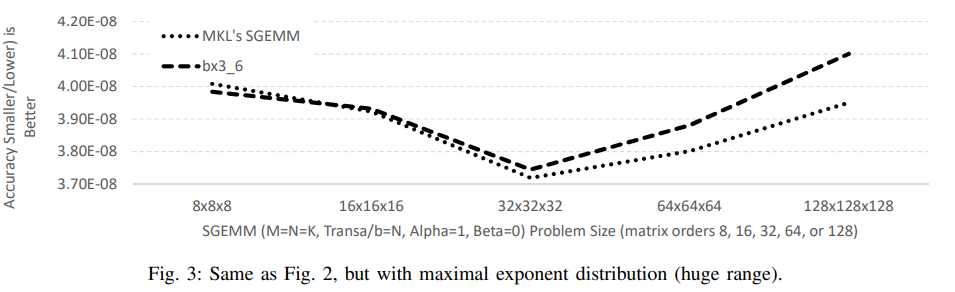 Accuracy Smaller/Lower) is
Better
4.20E-08
4.10E-08
4.00E-08
3.90E-08
3.80E-08
3.70E-08
MKL's SGEMM
bx3_6
8x8x8
16x16x16
32x32x32
64x64x64
128x128x128
SGEMM (M=N=K, Transa/b=N, Alpha=1, Beta=0) Problem Size (matrix orders 8, 16, 32, 64, or 128)
Fig. 3: Same as Fig. 2, but with maximal exponent distribution (huge range).